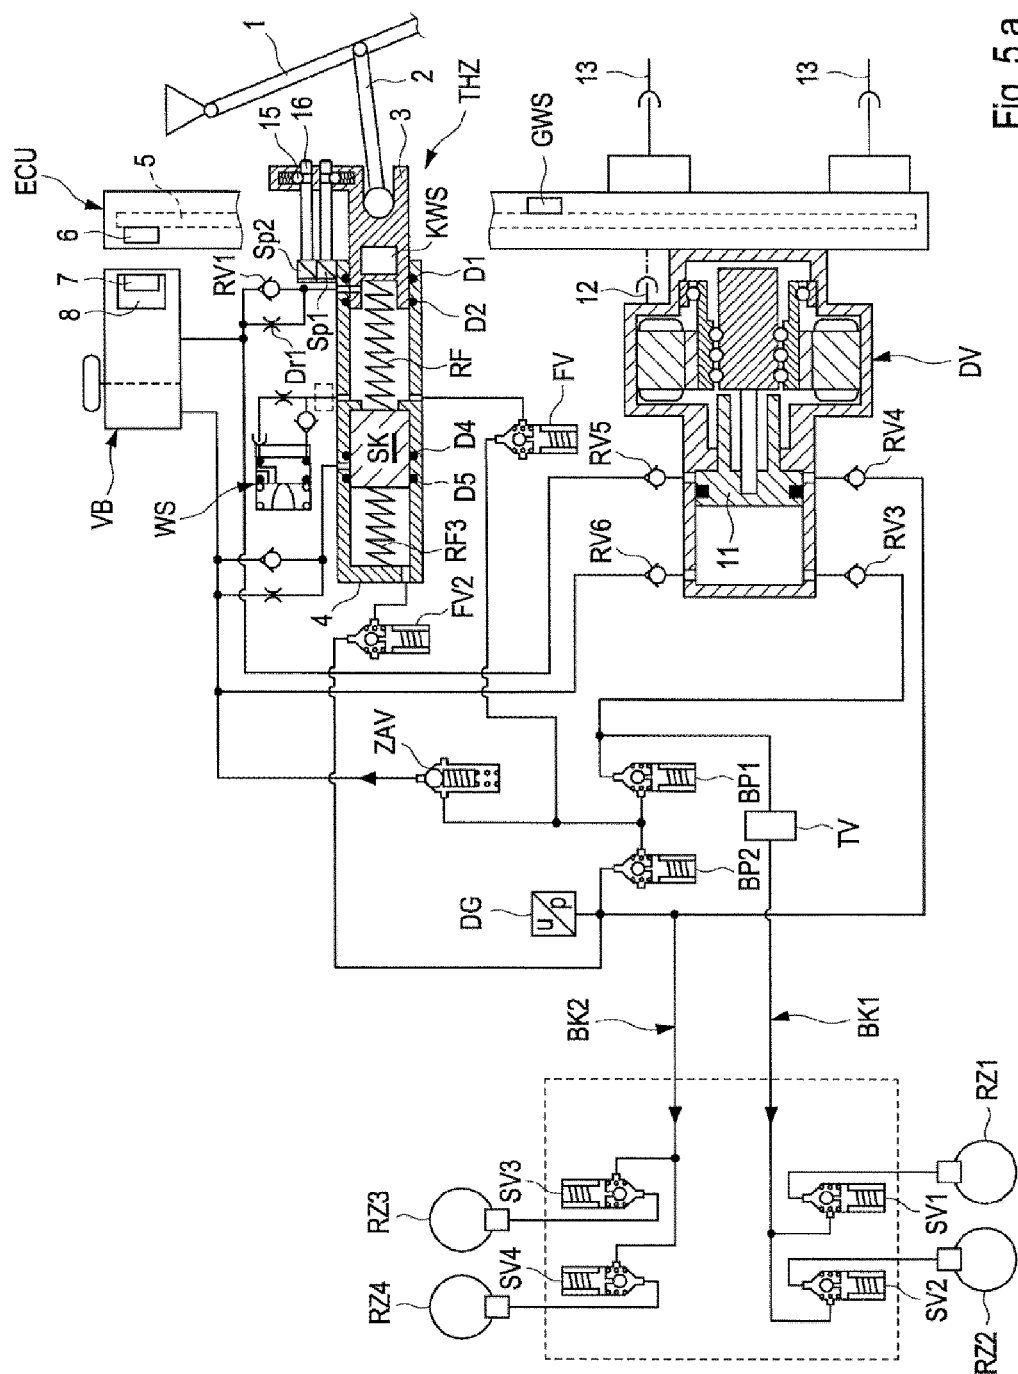 Fig. 5a
1
2
THZ
3
15
16
KWS
ECU
5
6
Sp2
Sp1
D1
D2
RV1
7
8
Dr1
RF
FV
VB
WS
SK
D4
D5
RF3
4
FV2
13
13
GWS
12
DV
RV5
RV4
11
RV6
RV3
ZAV
BP1
BP2
TV
DG
u
p
BK2
BK1
RZ3
SV3
RZ4
SV4
RZ1
SV1
SV2
RZ2